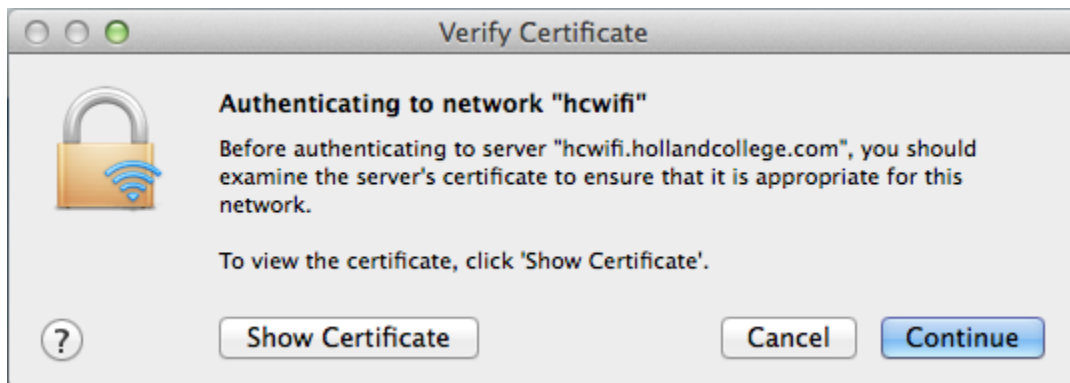 Verify Certificate
Authenticating to network "hcwifi"
Before authenticating to server "hcwifi.hollandcollege.com", you should
examine the server's certificate to ensure that it is appropriate for this
network.
To view the certificate, click 'Show Certificate'.
?
Show Certificate
Cancel
Continue